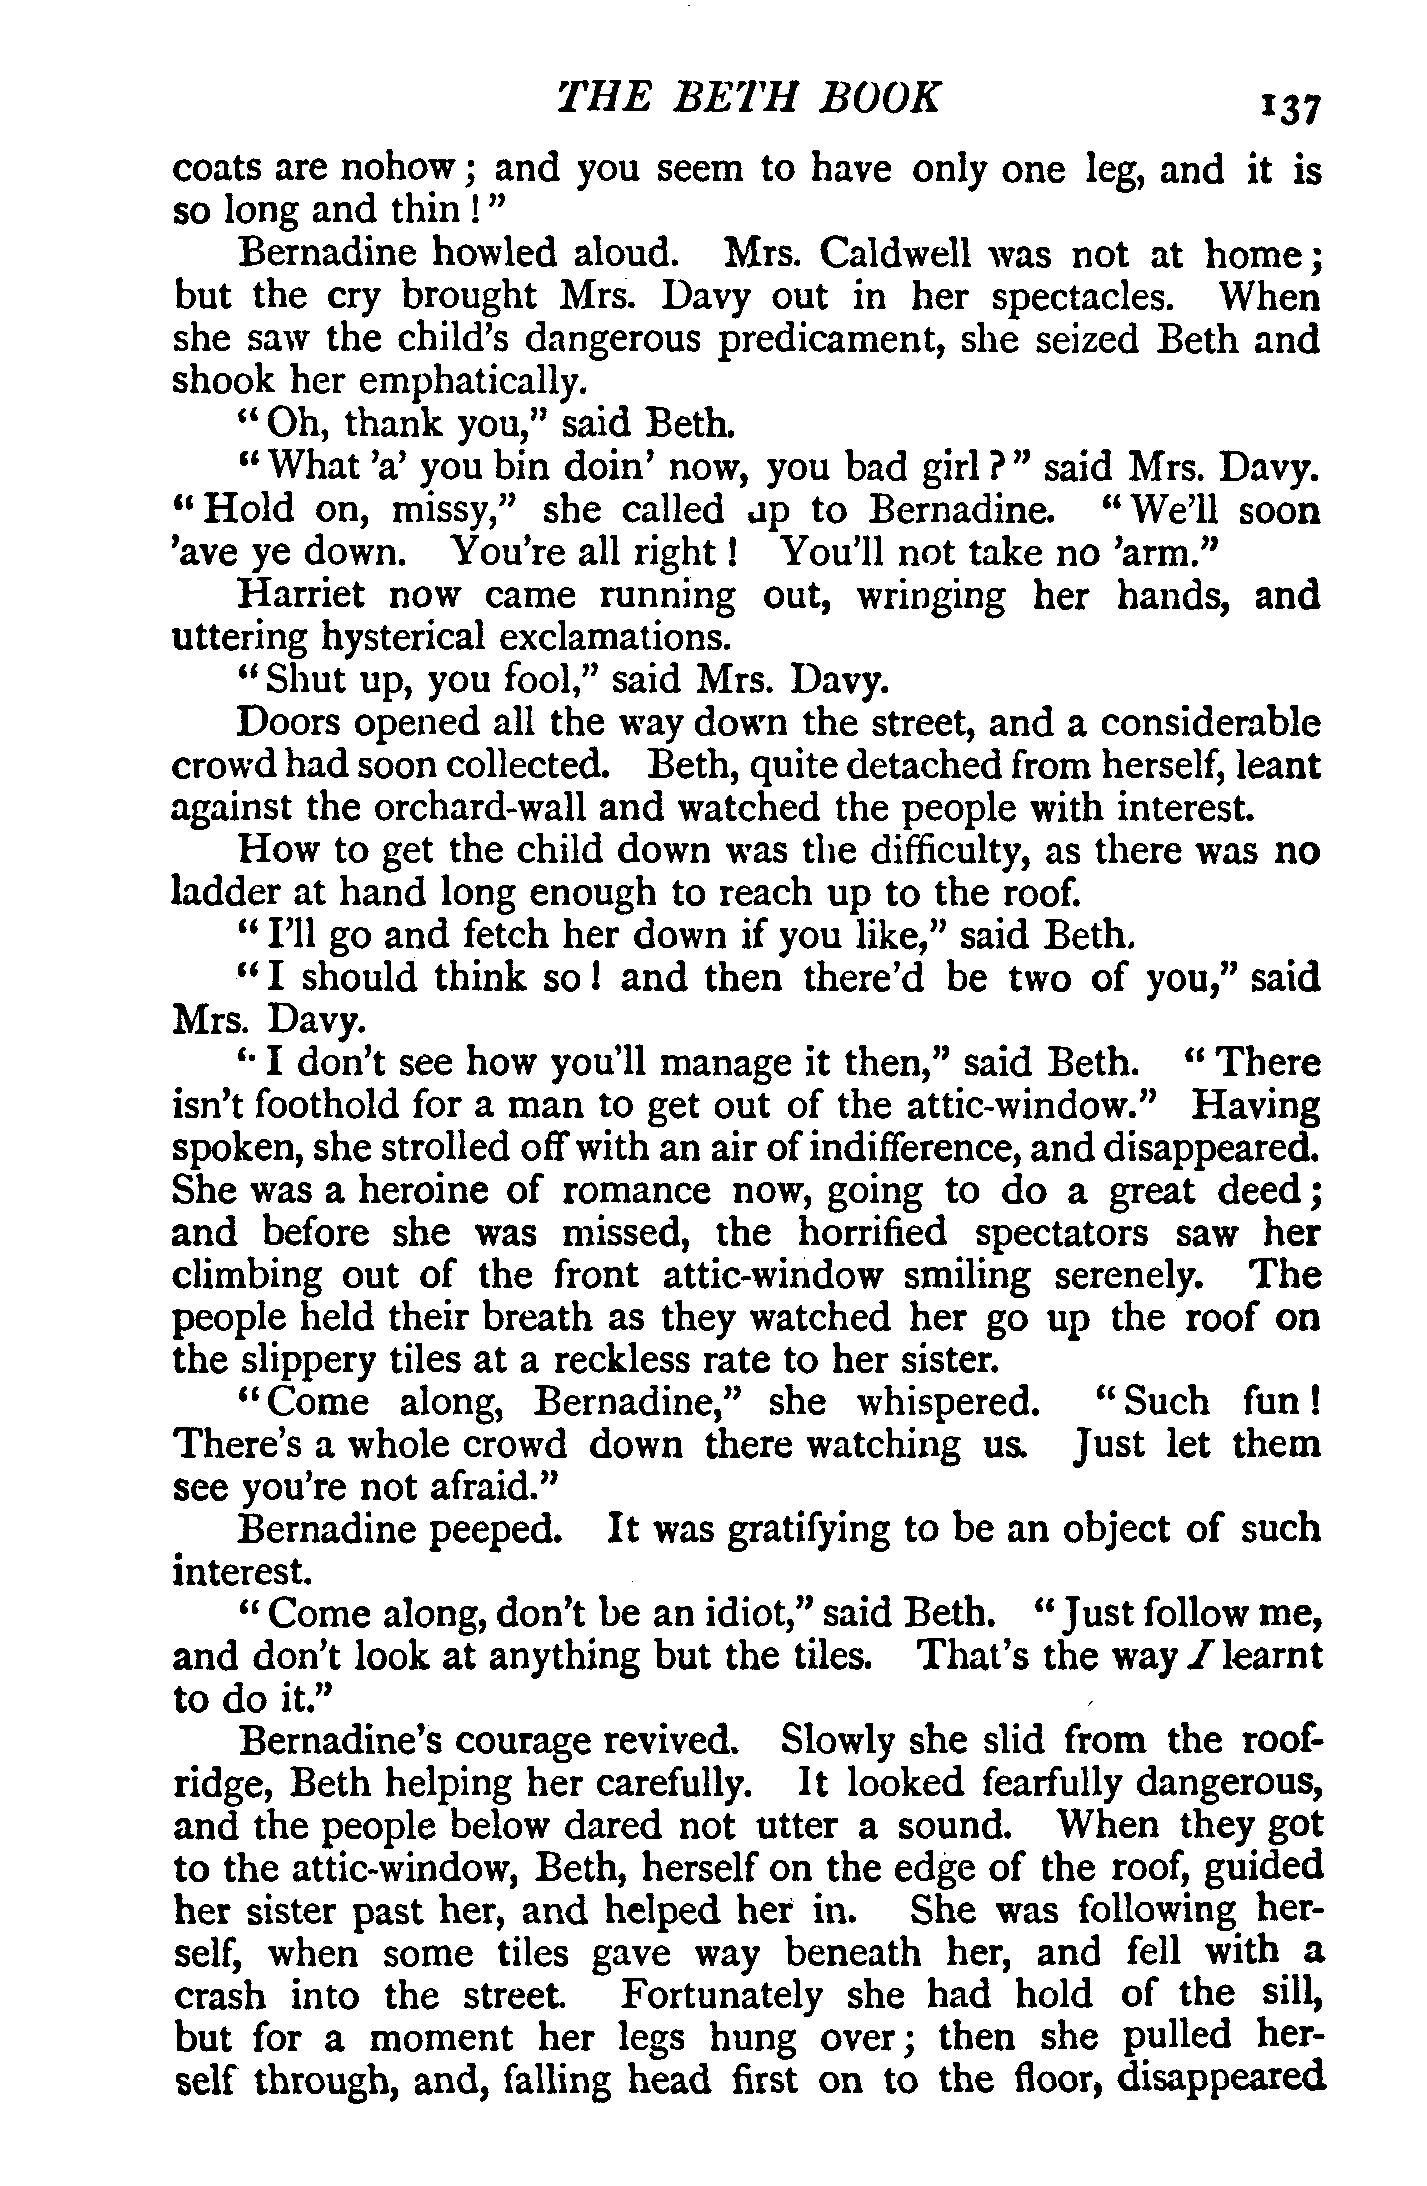 THE BETH BOOK 137
coats are nohow; and you seem to have only one leg, and it is
so long and thin!"
Bernadine howled aloud. Mrs. Caldwell was not at home;
but the cry brought Mrs. Davy out in her spectacles. When
she saw the child's dangerous predicament, she seized Beth and
shook her emphatically.
"Oh, thank you," said Beth.
"What 'a' you bin doin' now, you bad girl?" said Mrs. Davy.
"Hold on, missy," she called up to Bernadine. "We'll soon
'ave ye down. You're all right! You'll not take no 'arm."
Harriet now came running out, wringing her hands, and
uttering hysterical exclamations.
"Shut up, you fool," said Mrs. Davy.
Doors opened all the way down the street, and a considerable
crowd had soon collected. Beth, quite detached from herself, leant
against the orchard-wall and watched the people with interest.
How to get the child down was the difficulty, as there was no
ladder at hand long enough to reach up to the roof.
"I'll go and fetch her down if you like," said Beth.
"I should think so! and then there'd be two of you," said
Mrs. Davy.
"I don't see how you'll manage it then," said Beth. "There
isn't foothold for a man to get out of the attic-window." Having
spoken, she strolled off with an air of indifference, and disappeared.
She was a heroine of romance now, going to do a great deed;
and before she was missed, the horrified spectators saw her
climbing out of the front attic-window smiling serenely. The
people held their breath as they watched her go up the roof on
the slippery tiles at a reckless rate to her sister.
"Come along, Bernadine," she whispered. "Such fun!
There's a whole crowd down there watching us. Just let them
see you're not afraid."
Bernadine peeped. It was gratifying to be an object of such
interest.
"Come along, don't be an idiot," said Beth. "Just follow me,
and don't look at anything but the tiles. That's the way I learnt
to do it."
Bernadine's courage revived. Slowly she slid from the roof-
ridge, Beth helping her carefully. It looked fearfully dangerous,
and the people below dared not utter a sound. When they got
to the attic-window, Beth, herself on the edge of the roof, guided
her sister past her, and helped her in. She was following her-
self, when some tiles gave way beneath her, and fell with a
crash into the street. Fortunately she had hold of the sill,
but for a moment her legs hung over; then she pulled her-
self through, and, falling head first on to the floor, disappeared